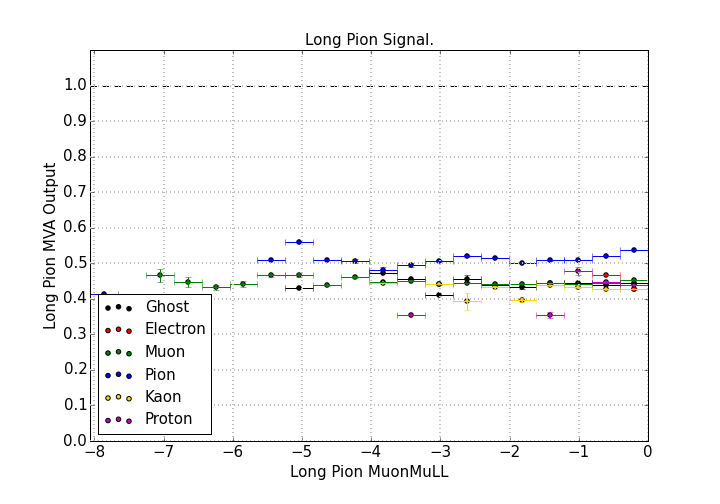 Long Pion Signal.
Long Pion MVA Output
1.0
0.9
0.8
0.7
0.6
0.5
0.4
0.3
0.2
0.1
0.0
Ghost
Electron
Muon
Pion
Kaon
Proton
−8 −7 −6 −5 −4 −3 −2 −1 0
Long Pion MuonMuLL